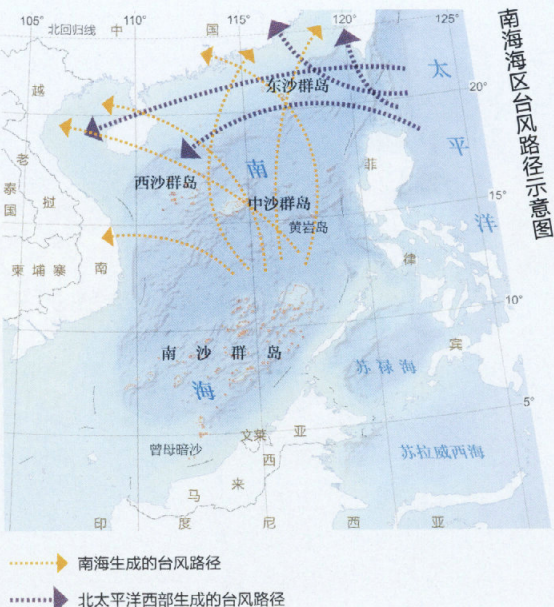 南海海区台风路径示意图
105°
110°
115°
120°
125°
北回归线
中国
太平洋
20°
东沙群岛
越南
老挝
泰国
西沙群岛
南海
菲律宾
中沙群岛
黄岩岛
15°
柬埔寨
10°
南沙群岛
苏禄海
5°
曾母暗沙
文莱
马来西亚
苏拉威西海
印度尼西亚
南海生成的台风路径
北太平洋西部生成的台风路径